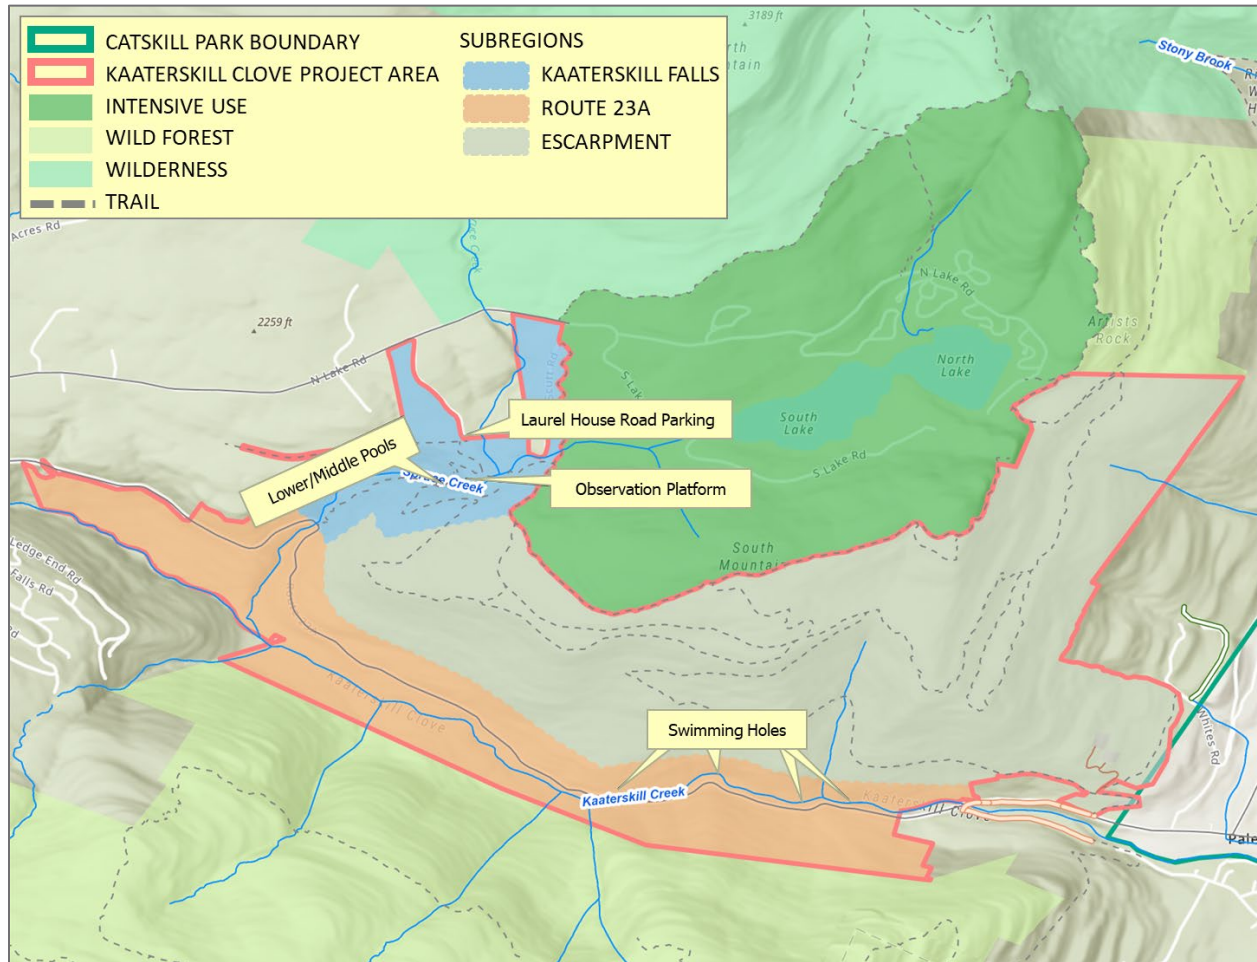 CATSKILL PARK BOUNDARY
KAATERSKILL CLOVE PROJECT AREA
INTENSIVE USE
WILD FOREST
WILDERNESS
TRAIL
SUBREGIONS
KAATERSKILL FALLS
ROUTE 23A
ESCARPMENT
3189 ft
Stony Brook
Acres Rd
2259 ft
N Lake Rd
N Lake Rd
Artists
Rock
North
Lake
South
Lake
S Lake
S Lake Rd
Laurel House Road Parking
Lower/Middle Pools
Spruce Creek
Observation Platform
South
Mountain
Ledge End Rd
Falls Rd
Rd
Kaaterskill Clove
Swimming Holes
Kaaterskill Creek
Kaaterskill Clove
Whites Rd
Pale